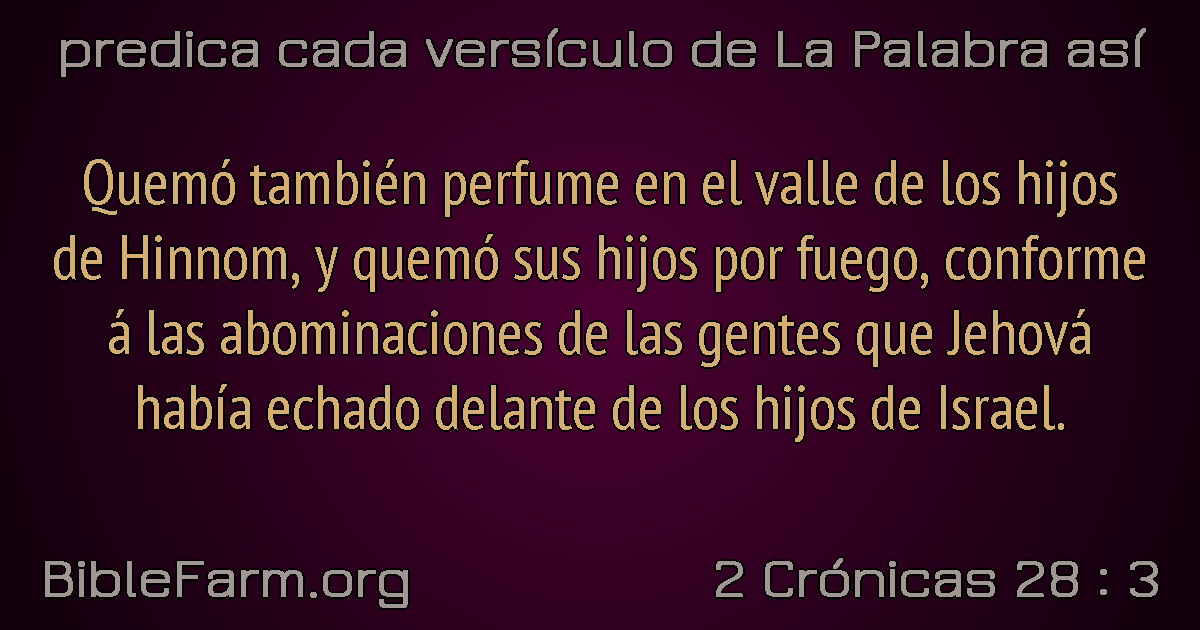 predica cada versículo de La Palabra así
Quemó también perfume en el valle de los hijos
de Hinnom, y quemó sus hijos por fuego, conforme
á las abominaciones de las gentes que Jehová
había echado delante de los hijos de Israel.
BibleFarm.org
2 Crónicas 28 : 3